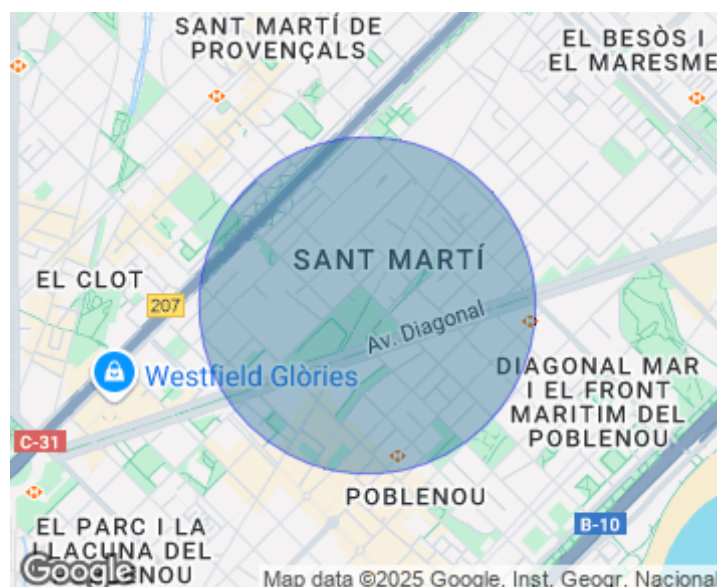 SANT MARTÍ DE
PROVENÇALS
EL BESÒS I
EL MARESME
SANT MARTÍ
EL CLOT
207
Av. Diagonal
Westfield Glòries
DIAGONAL MAR
I EL FRONT
MARITIM DEL
POBLENOU
C-31
POBLENOU
B-10
EL PARC I LA
LLACUNA DEL
ENOU
Google
Map data ©2025 Google, Inst. Geogr. Nacional